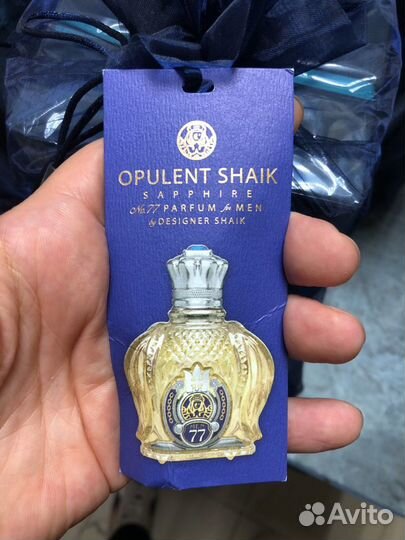 OPULENT SHAIK
SAPPHIRE
No.77 PARFUM for MEN
by DESIGNER SHAIK
77
Avito